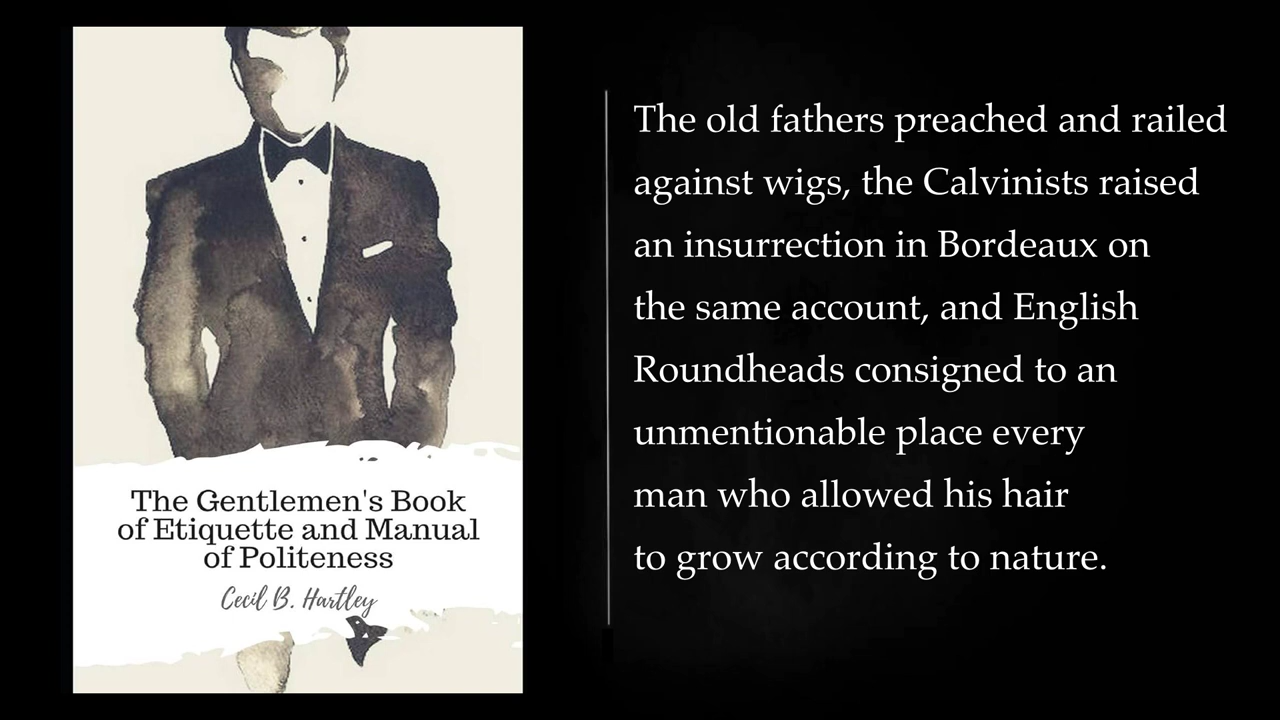 The Gentlemen's Book
of Etiquette and Manual
of Politeness
Cecil B. Hartley
The old fathers preached and railed
against wigs, the Calvinists raised
an insurrection in Bordeaux on
the same account, and English
Roundheads consigned to an
unmentionable place every
man who allowed his hair
to grow according to nature.